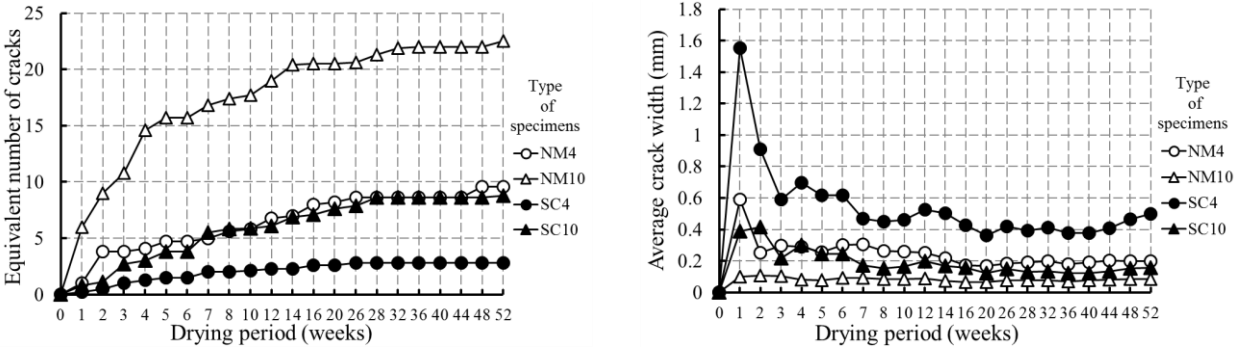 Equivalent number of cracks
25
20
15
10
5
0
0 1 2 3 4 5 6 7 8 10 12 14 16 20 26 28 32 36 40 44 48 52
Drying period (weeks)
Type
of
specimens
NM4
NM10
SC4
SC10
Average crack width (mm)
1.8
1.6
1.4
1.2
1
0.8
0.6
0.4
0.2
0
0 1 2 3 4 5 6 7 8 10 12 14 16 20 26 28 32 36 40 44 48 52
Drying period (weeks)
Type
of
specimens
NM4
NM10
SC4
SC10